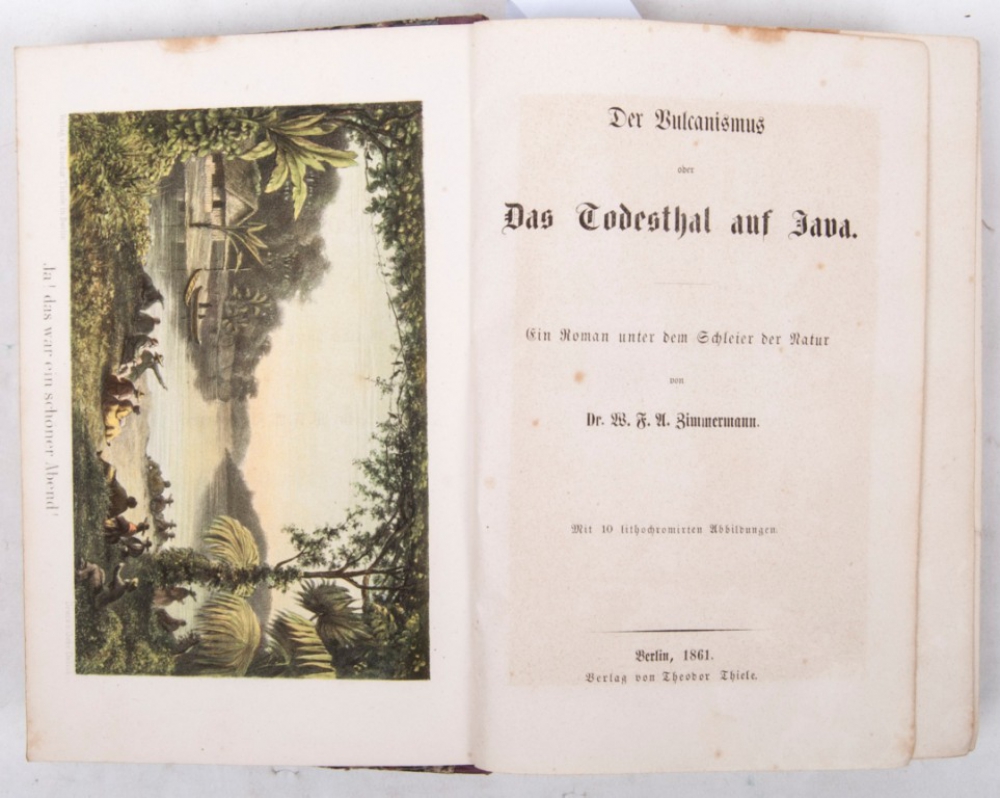 Ja! das war ein schöner Abend!
Der Vulcanismus
oder
Das Todesthal auf Java.
Ein Roman unter dem Schleier der Natur
von
Dr. W. F. A. Zimmermann.
Mit 10 lithochromirten Abbildungen.
Berlin, 1861.
Verlag von Theodor Thiele.